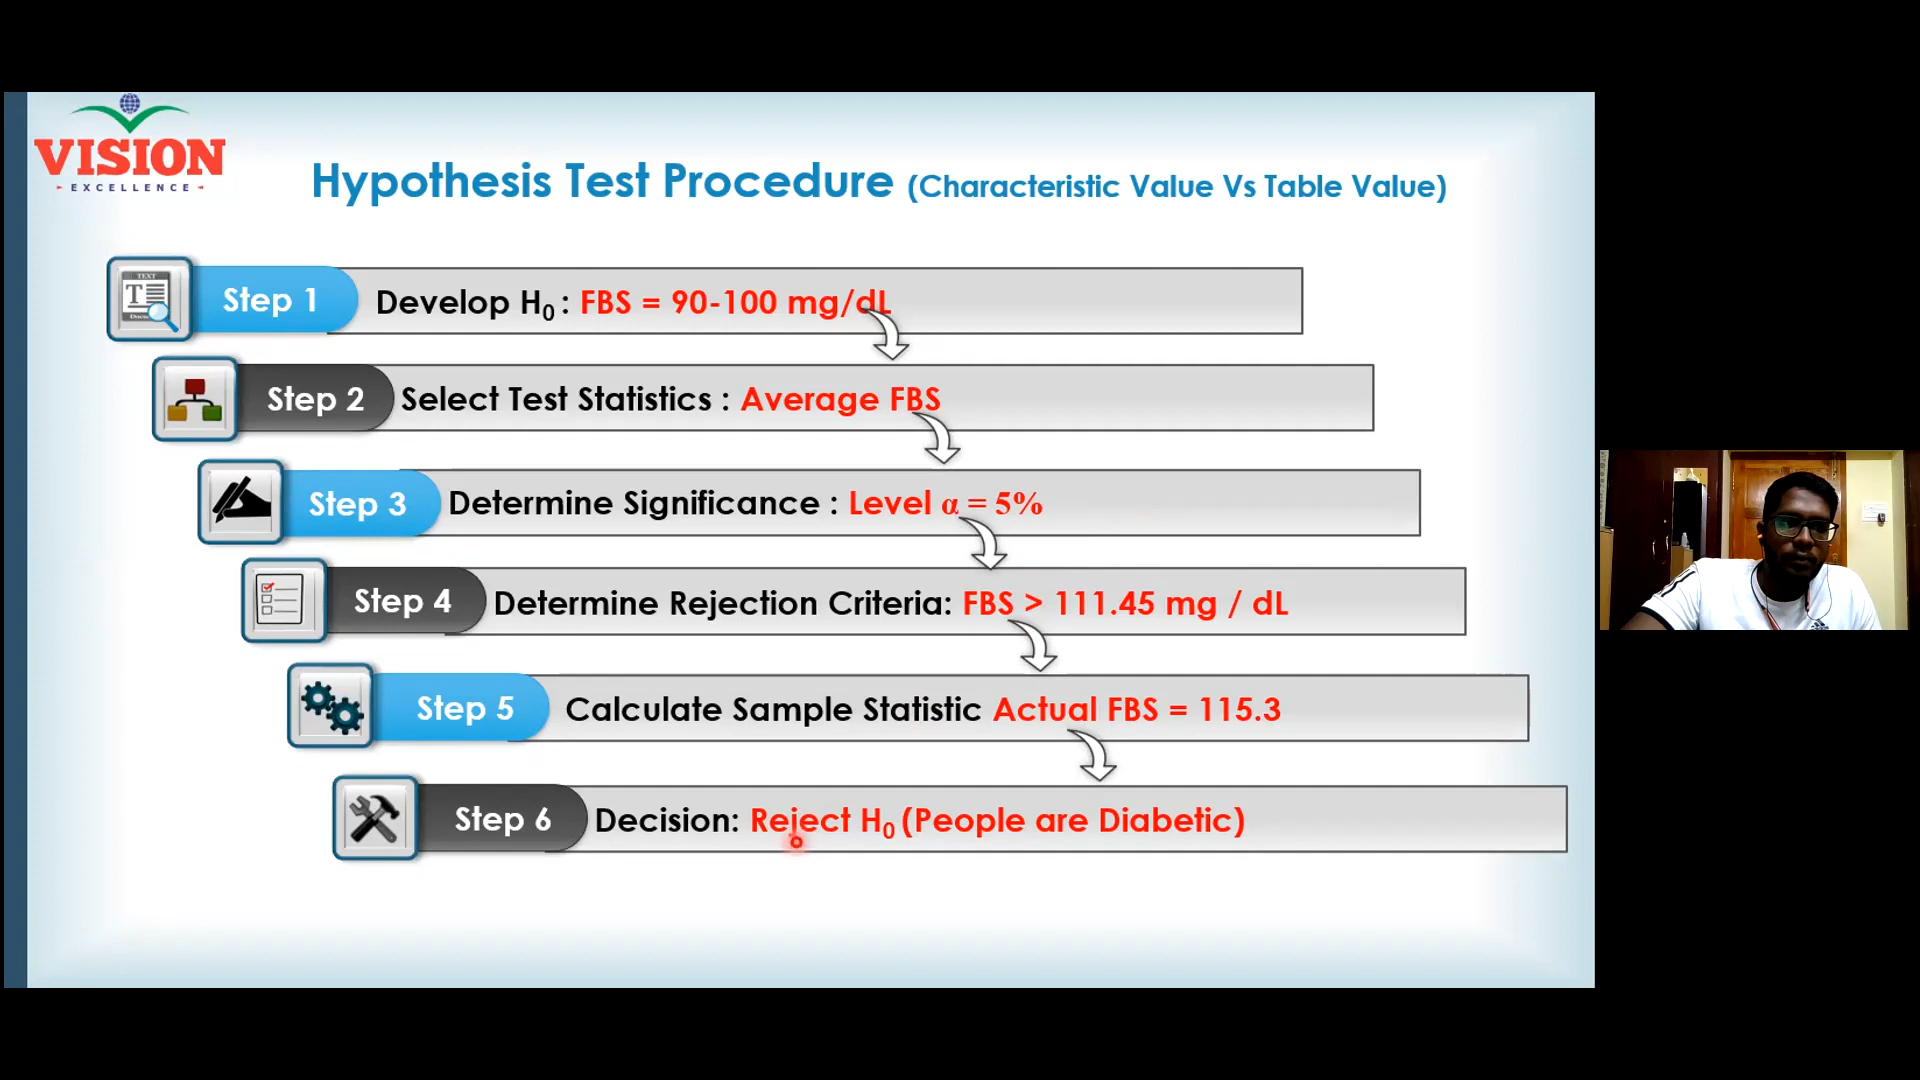 VISION
EXCELLENCE
Hypothesis Test Procedure (Characteristic Value Vs Table Value)
TEXT
T
Step 1 Develop H₀ : FBS = 90-100 mg/dL
Step 2 Select Test Statistics : Average FBS
Step 3 Determine Significance : Level α = 5%
Step 4 Determine Rejection Criteria: FBS > 111.45 mg / dL
Step 5 Calculate Sample Statistic Actual FBS = 115.3
Step 6 Decision: Reject H₀ (People are Diabetic)